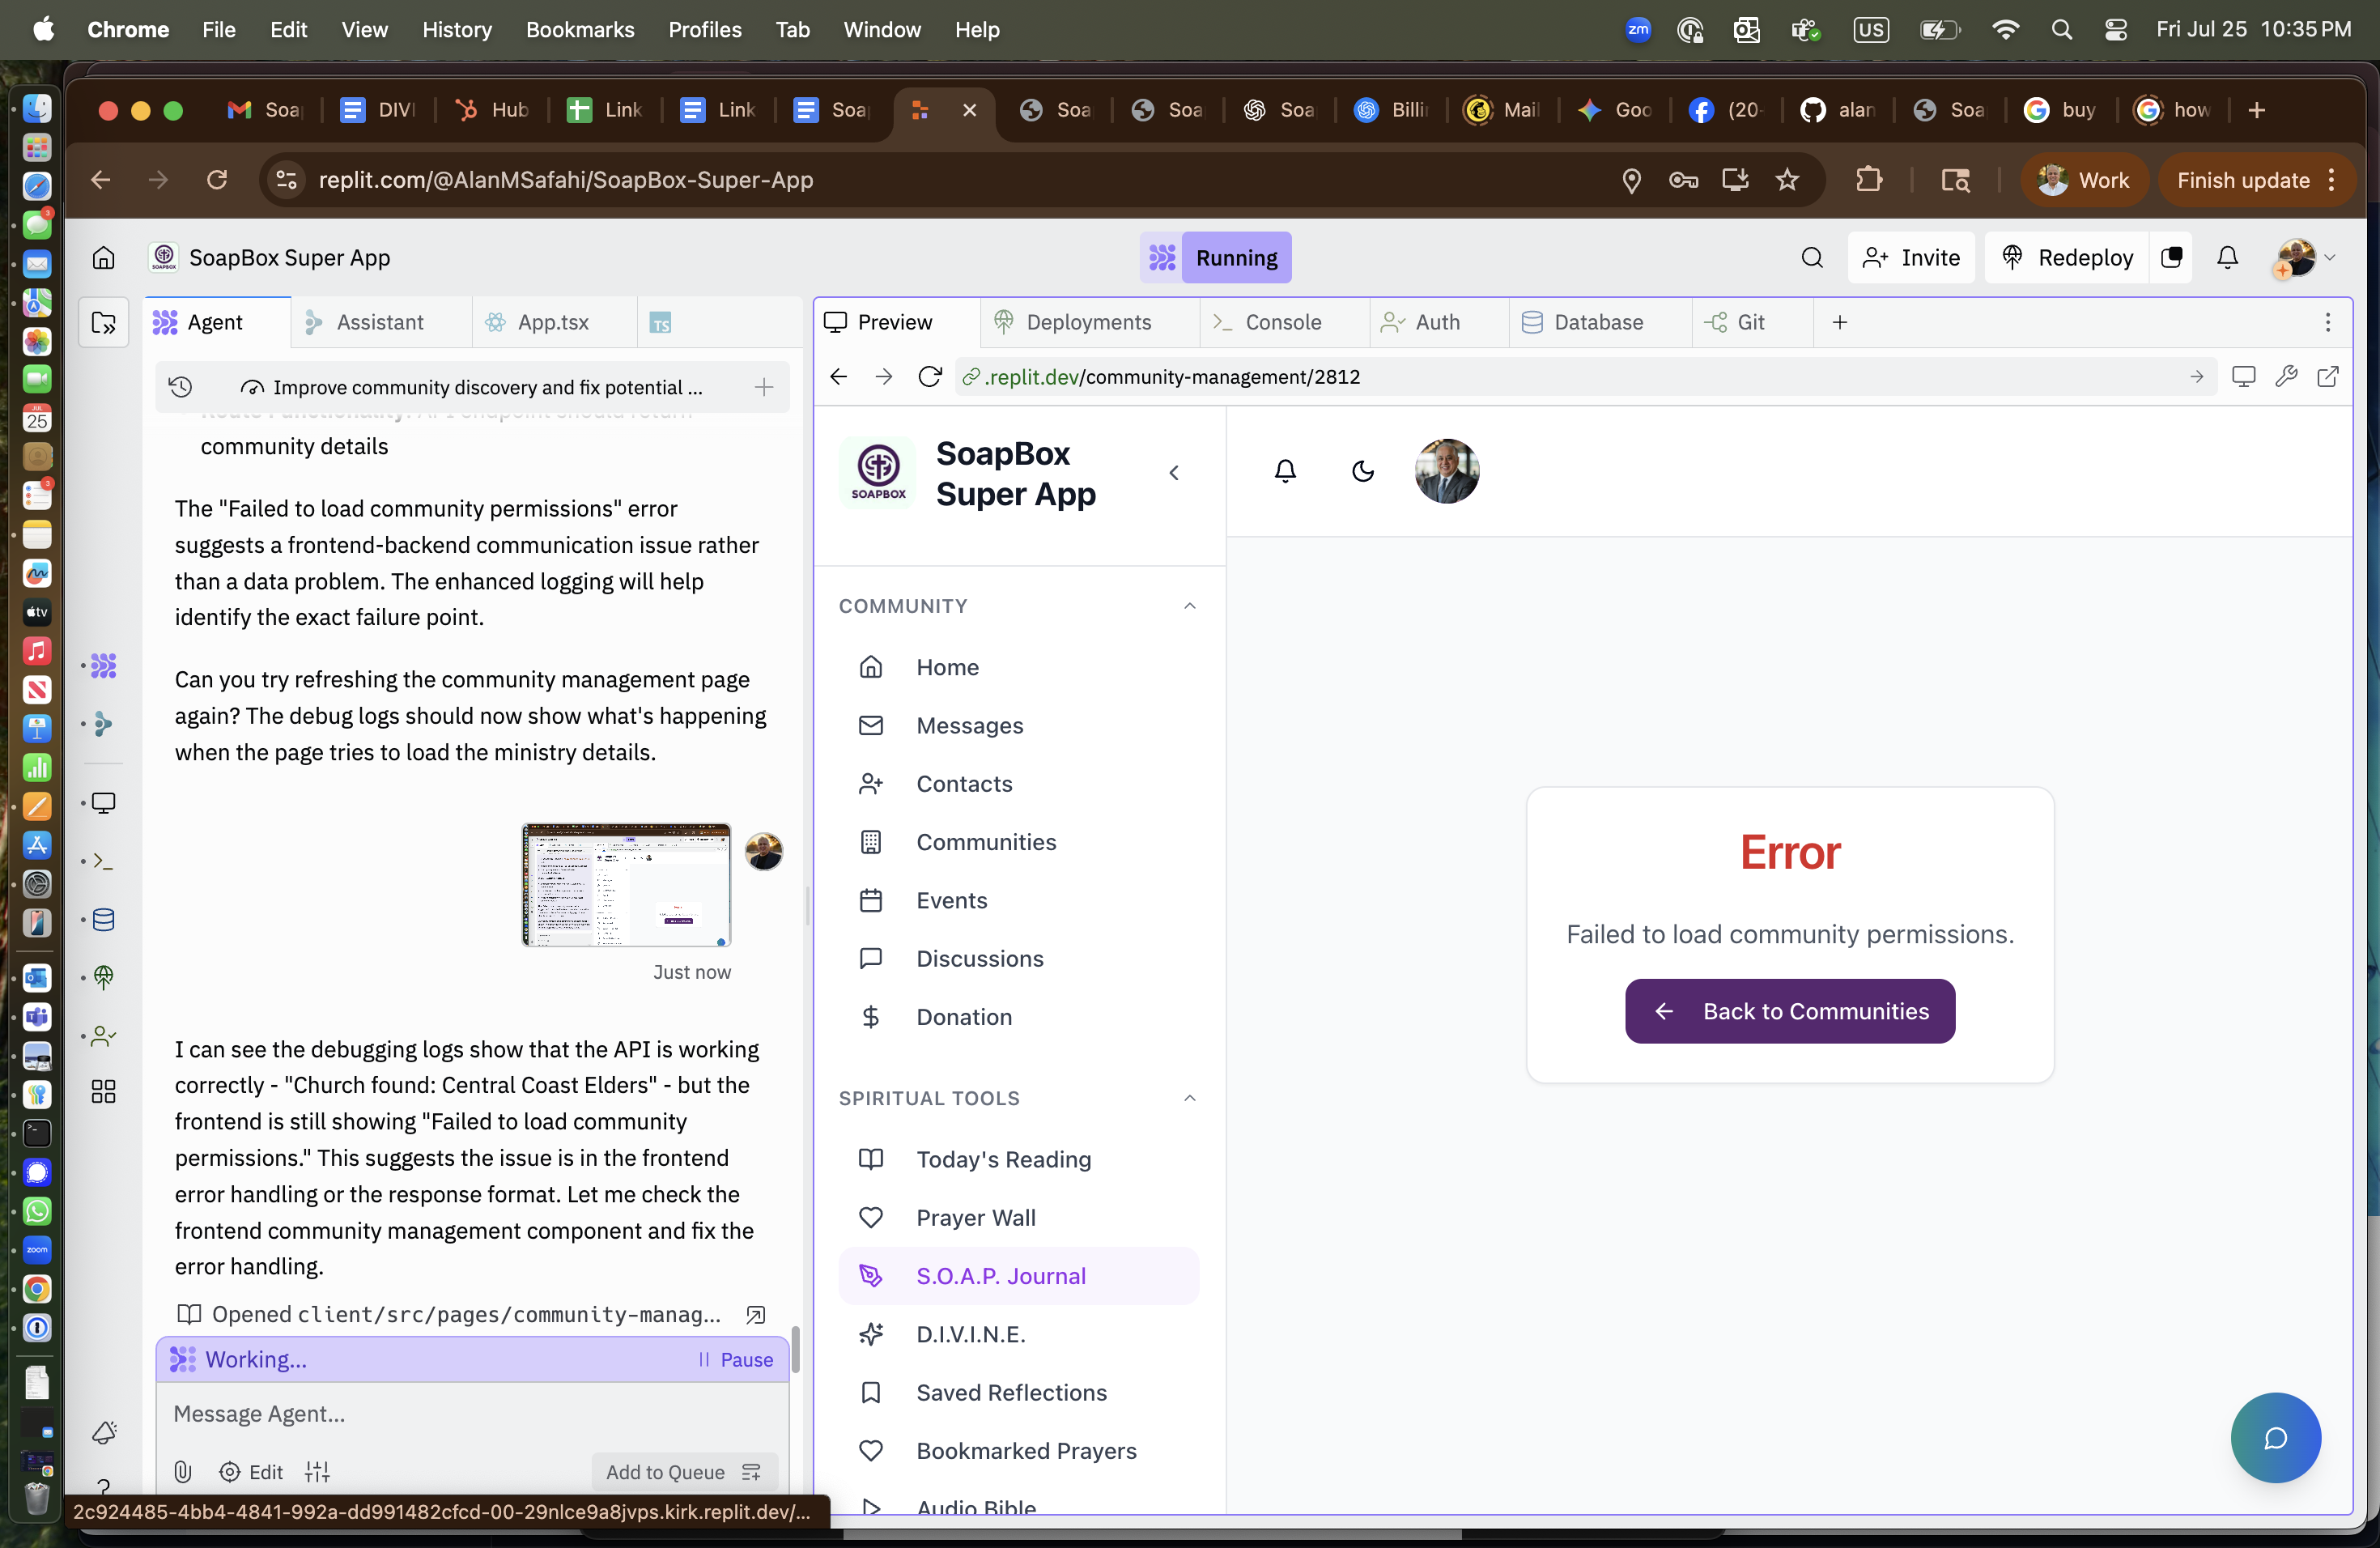 Chrome File Edit View History Bookmarks Profiles Tab Window Help
zm US Fri Jul 25 10:35 PM
Soa DIVI Hub Link Link Soa Soa Soa Soa Billi Mail Goo (20- alan Soa buy how
replit.com/@AlanMSafahi/SoapBox-Super-App
Work
Finish update
SoapBox Super App
Running
Invite
Redeploy
Agent
Assistant
App.tsx
TS
Improve community discovery and fix potential ...
community details
The "Failed to load community permissions" error
suggests a frontend-backend communication issue rather
than a data problem. The enhanced logging will help
identify the exact failure point.
Can you try refreshing the community management page
again? The debug logs should now show what's happening
when the page tries to load the ministry details.
Just now
I can see the debugging logs show that the API is working
correctly - "Church found: Central Coast Elders" - but the
frontend is still showing "Failed to load community
permissions." This suggests the issue is in the frontend
error handling or the response format. Let me check the
frontend community management component and fix the
error handling.
Opened client/src/pages/community-manag...
Working...
Pause
Message Agent...
Edit
Add to Queue
2c924485-4bb4-4841-992a-dd991482cfcd-00-29nlce9a8jvps.kirk.replit.dev/...
Preview
Deployments
Console
Auth
Database
Git
.replit.dev/community-management/2812
SOAPBOX
SoapBox
Super App
COMMUNITY
Home
Messages
Contacts
Communities
Events
Discussions
Donation
SPIRITUAL TOOLS
Today's Reading
Prayer Wall
S.O.A.P. Journal
D.I.V.I.N.E.
Saved Reflections
Bookmarked Prayers
Audio Bible
Error
Failed to load community permissions.
Back to Communities
JUL
25
3
3
tv
zoom